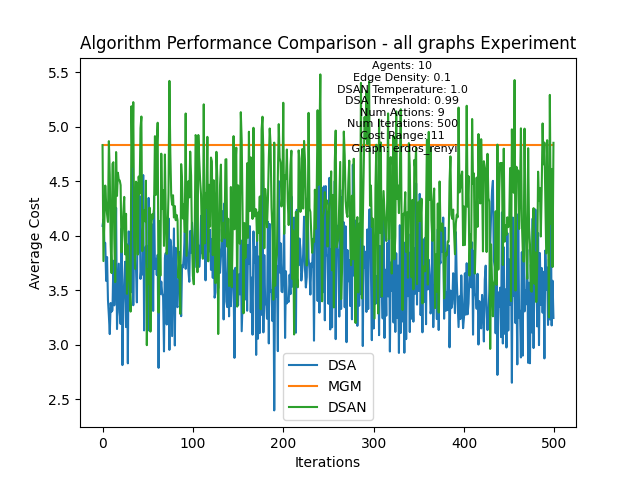 Algorithm Performance Comparison - all graphs Experiment
Agents: 10
Edge Density: 0.1
DSAN Temperature: 1.0
DSA Threshold: 0.99
Num Actions: 9
Num Iterations: 500
Cost Range: 11
Graph: erdos_renyi
5.5
5.0
4.5
4.0
3.5
3.0
2.5
Average Cost
DSA
MGM
DSAN
0
100
200
300
400
500
Iterations